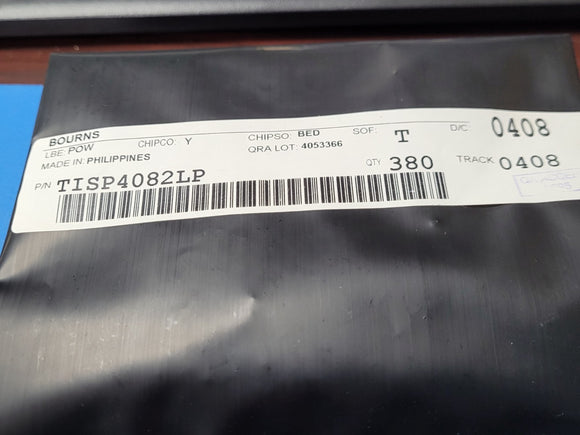 BOURNS
LBE: POW CHIPCO: Y CHIPSO: BED SOF: T D/C 0408
MADE IN: PHILIPPINES QRA LOT: 4053366
QTY 380 TRACK 0408
P/N TISP4082LP